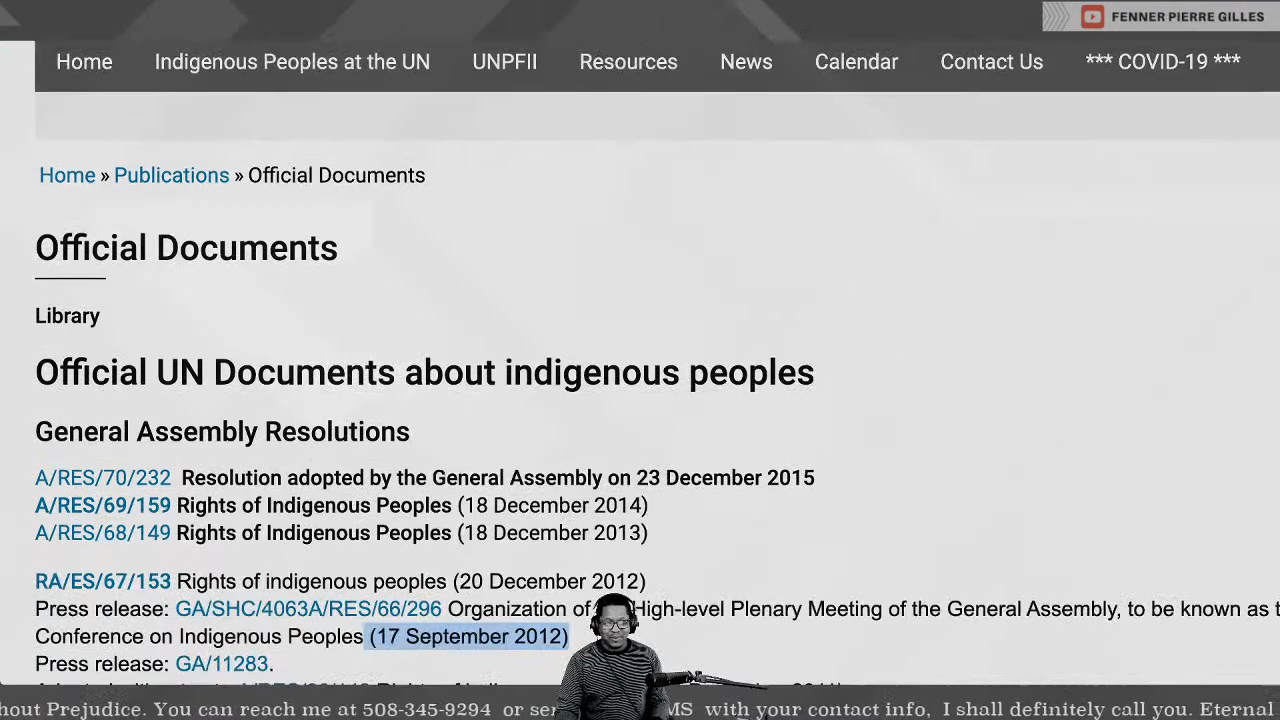 FENNER PIERRE GILLES
Home Indigenous Peoples at the UN UNPFII Resources News Calendar Contact Us *** COVID-19 ***
Home » Publications » Official Documents
Official Documents
Library
Official UN Documents about indigenous peoples
General Assembly Resolutions
A/RES/70/232 Resolution adopted by the General Assembly on 23 December 2015
A/RES/69/159 Rights of Indigenous Peoples (18 December 2014)
A/RES/68/149 Rights of Indigenous Peoples (18 December 2013)
RA/ES/67/153 Rights of indigenous peoples (20 December 2012)
Press release: GA/SHC/4063A/RES/66/296 Organization of High-level Plenary Meeting of the General Assembly, to be known as
Conference on Indigenous Peoples (17 September 2012)
Press release: GA/11283.
hout Prejudice. You can reach me at 508-345-9294 or MS with your contact info, I shall definitely call you. Eternal